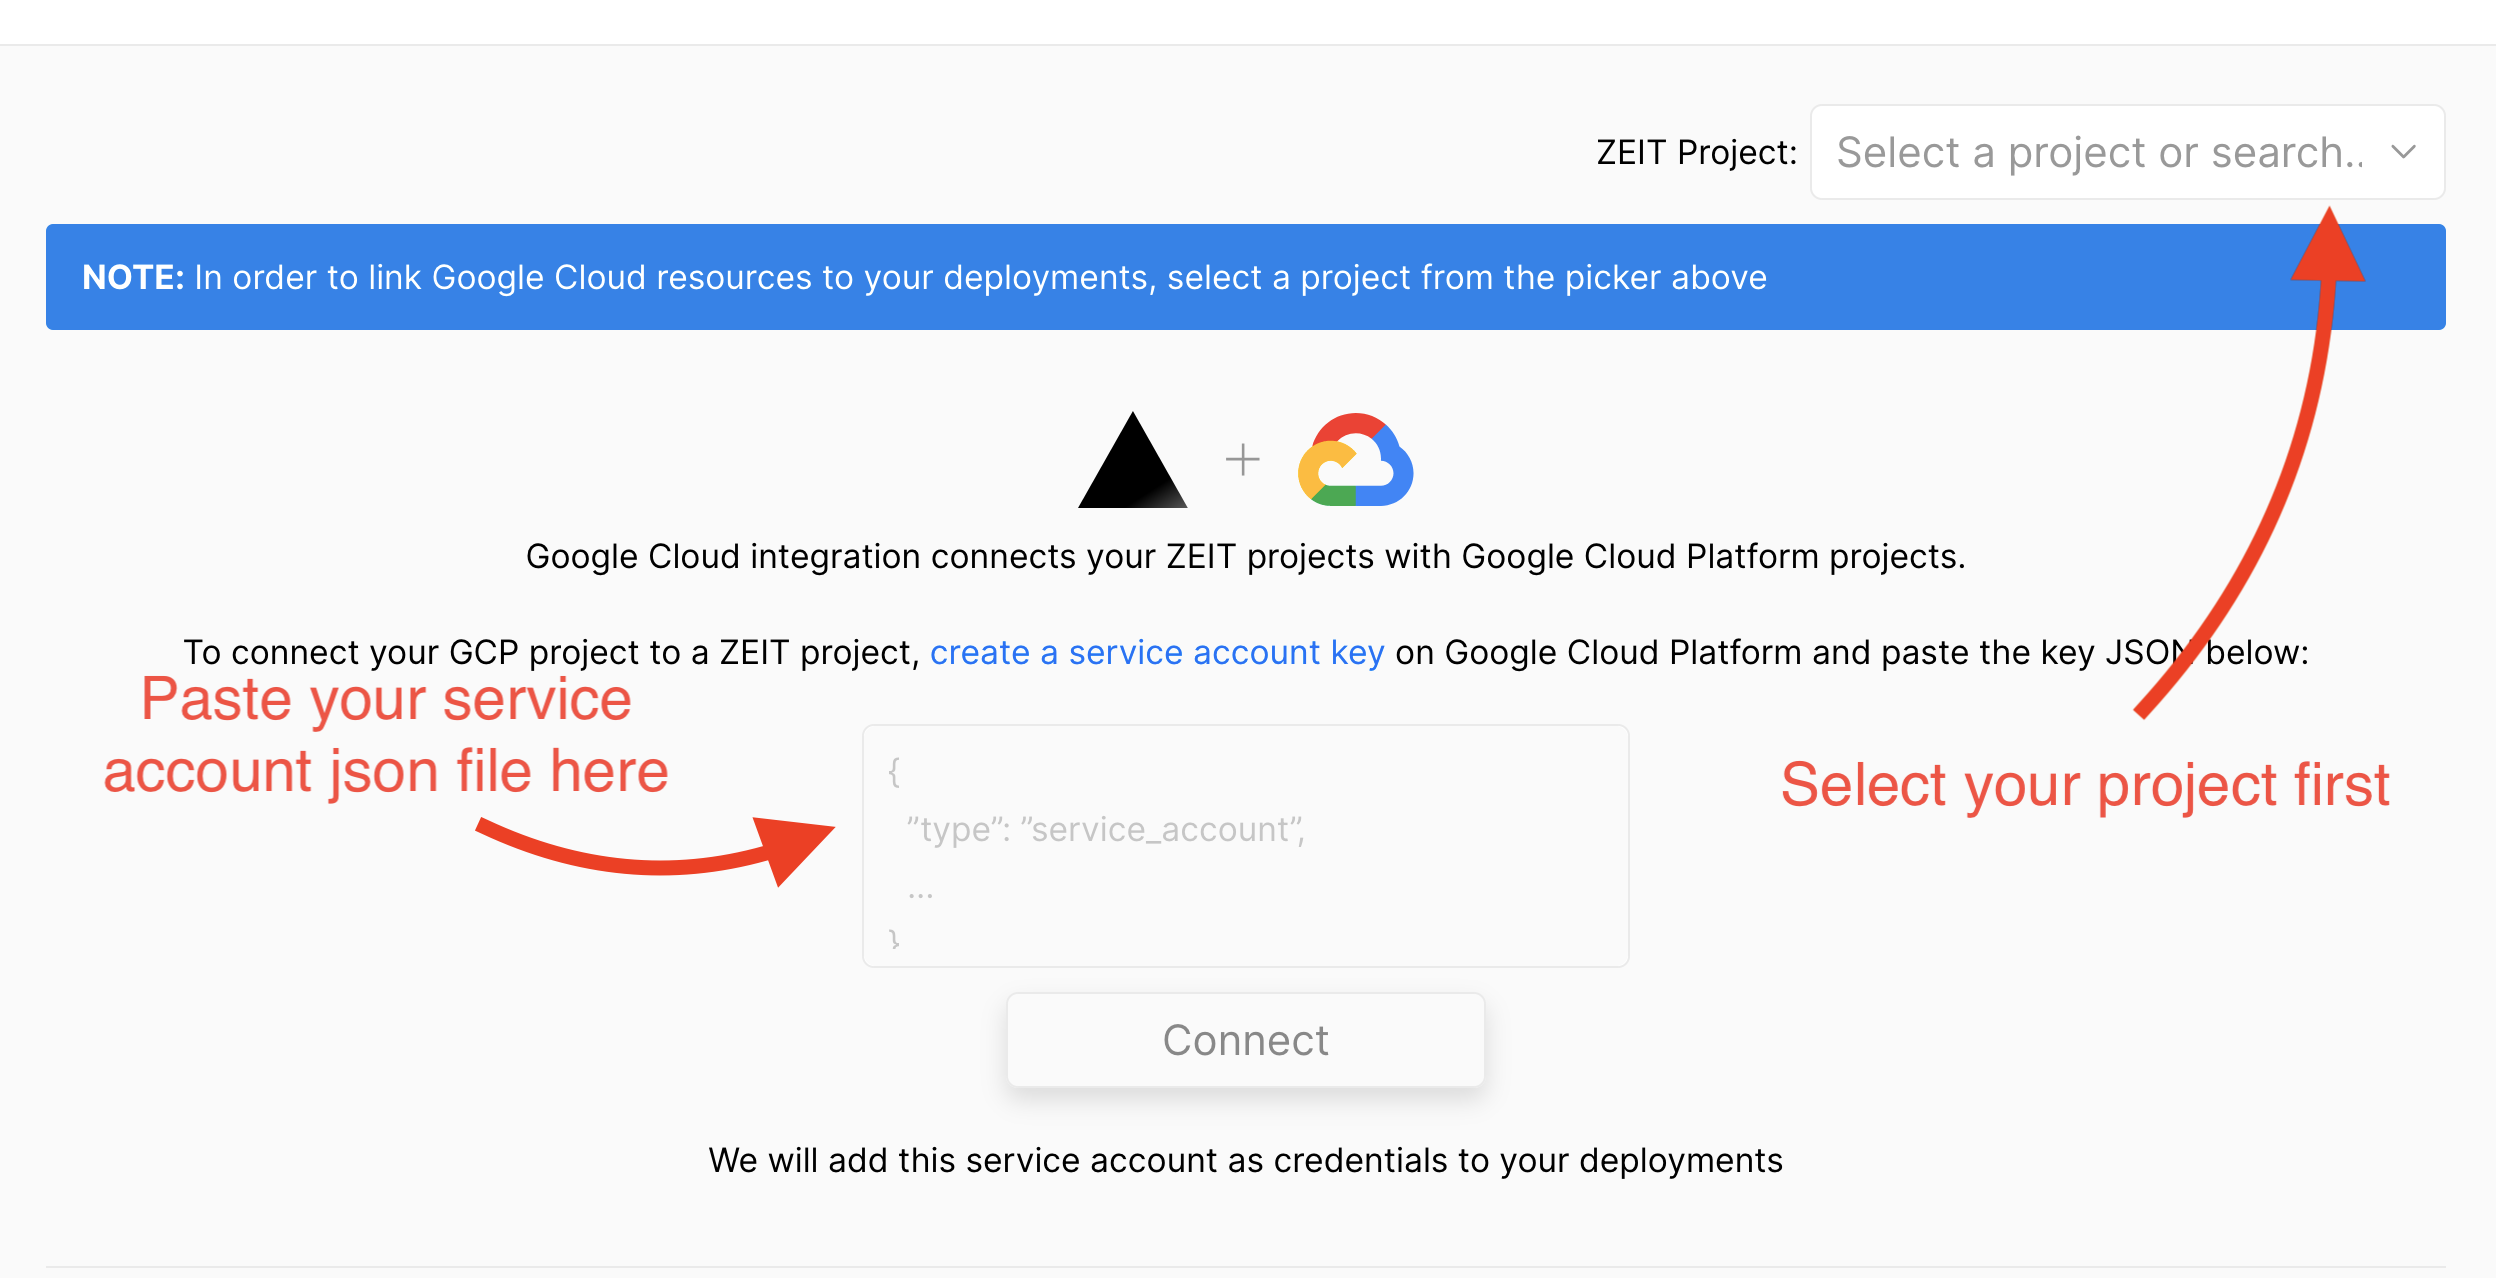 ZEIT Project: Select a project or search..
NOTE: In order to link Google Cloud resources to your deployments, select a project from the picker above
Google Cloud integration connects your ZEIT projects with Google Cloud Platform projects.
To connect your GCP project to a ZEIT project, create a service account key on Google Cloud Platform and paste the key JSON below:
Paste your service
account json file here
{
"type": "service_account",
...
}
Select your project first
Connect
We will add this service account as credentials to your deployments